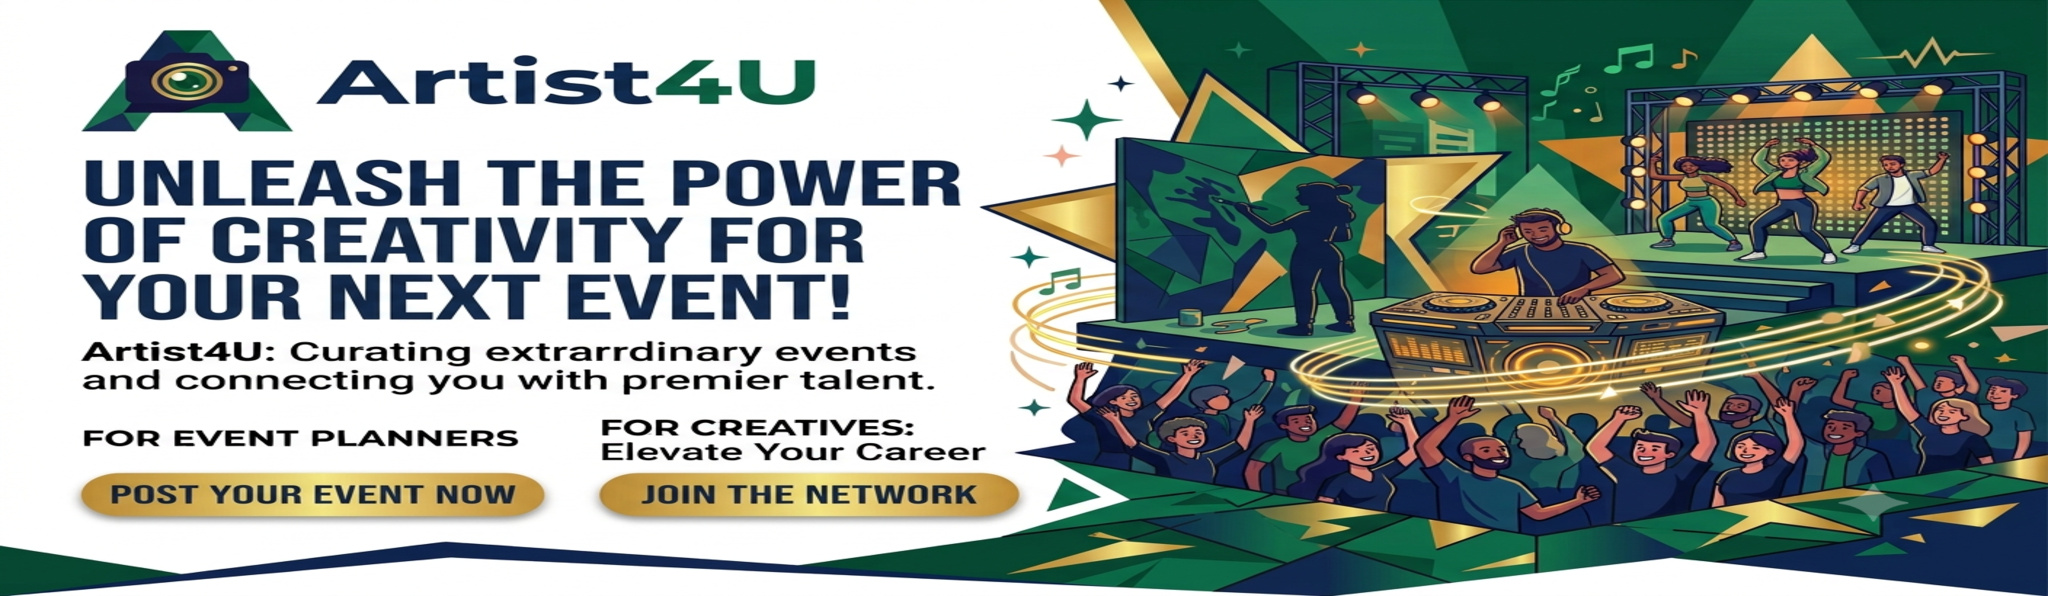 Artist4U
UNLEASH THE POWER
OF CREATIVITY FOR
YOUR NEXT EVENT!
Artist4U: Curating extrarrdinary events
and connecting you with premier talent.
FOR EVENT PLANNERS
POST YOUR EVENT NOW
FOR CREATIVES:
Elevate Your Career
JOIN THE NETWORK